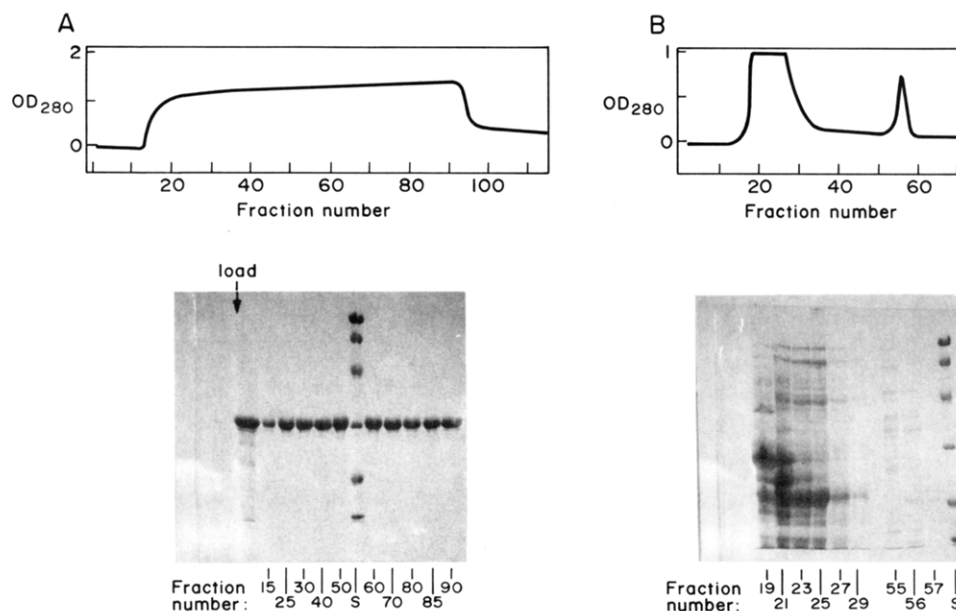 A
2
OD280
0
20 40 60 80 100
Fraction number
load
Fraction 15 30 50 60 80 90
number: 25 40 S 70 85
B
1
OD280
0
20 40 60
Fraction number
Fraction 19 23 27 55 57
number: 21 25 29 56 S